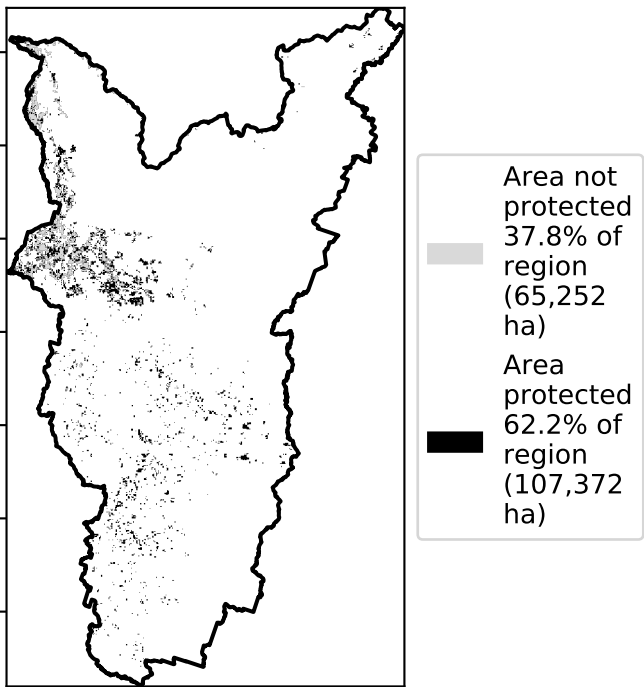 Area not
protected
37.8% of
region
(65,252
ha)
Area
protected
62.2% of
region
(107,372
ha)